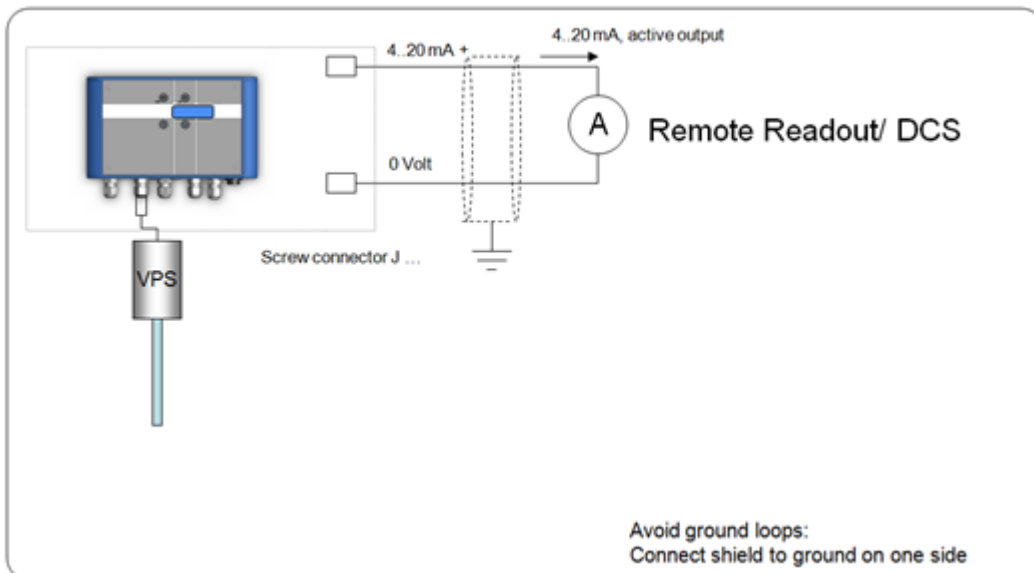 4..20 mA, active output
4..20 mA +
A
Remote Readout/ DCS
0 Volt
Screw connector J ...
VPS
Avoid ground loops:
Connect shield to ground on one side